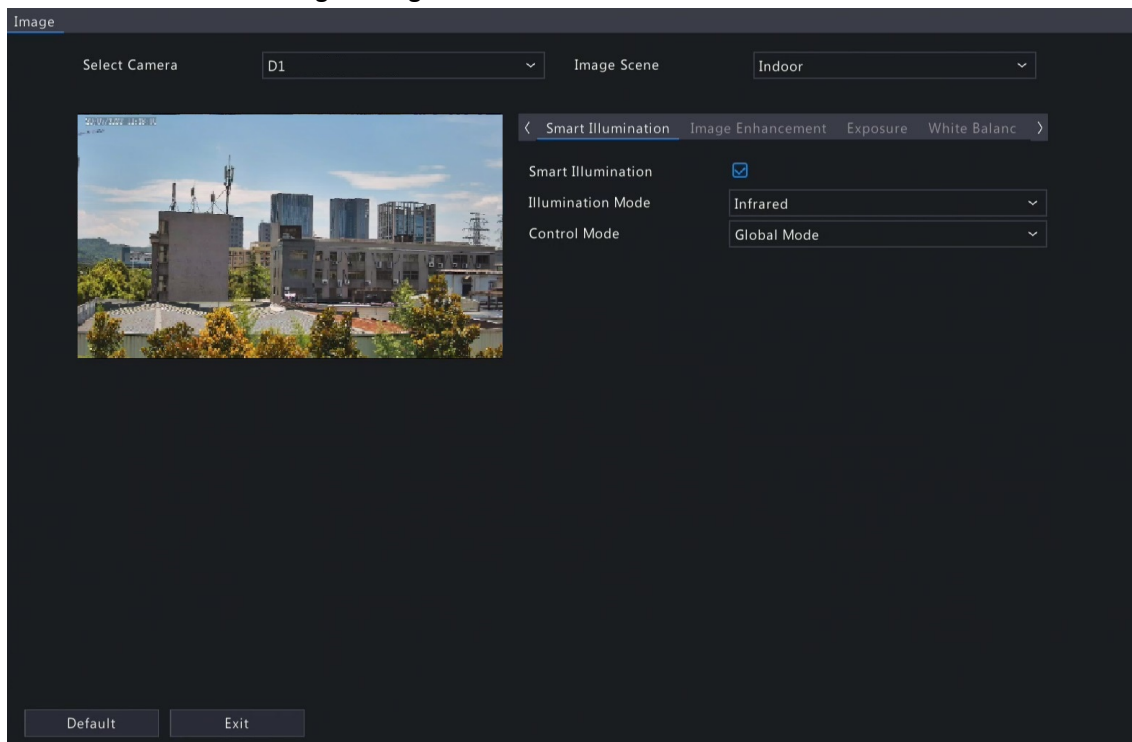 Image
Select Camera D1 Image Scene Indoor
Smart Illumination Image Enhancement Exposure White Balanc
Smart Illumination
Illumination Mode Infrared
Control Mode Global Mode
Default Exit